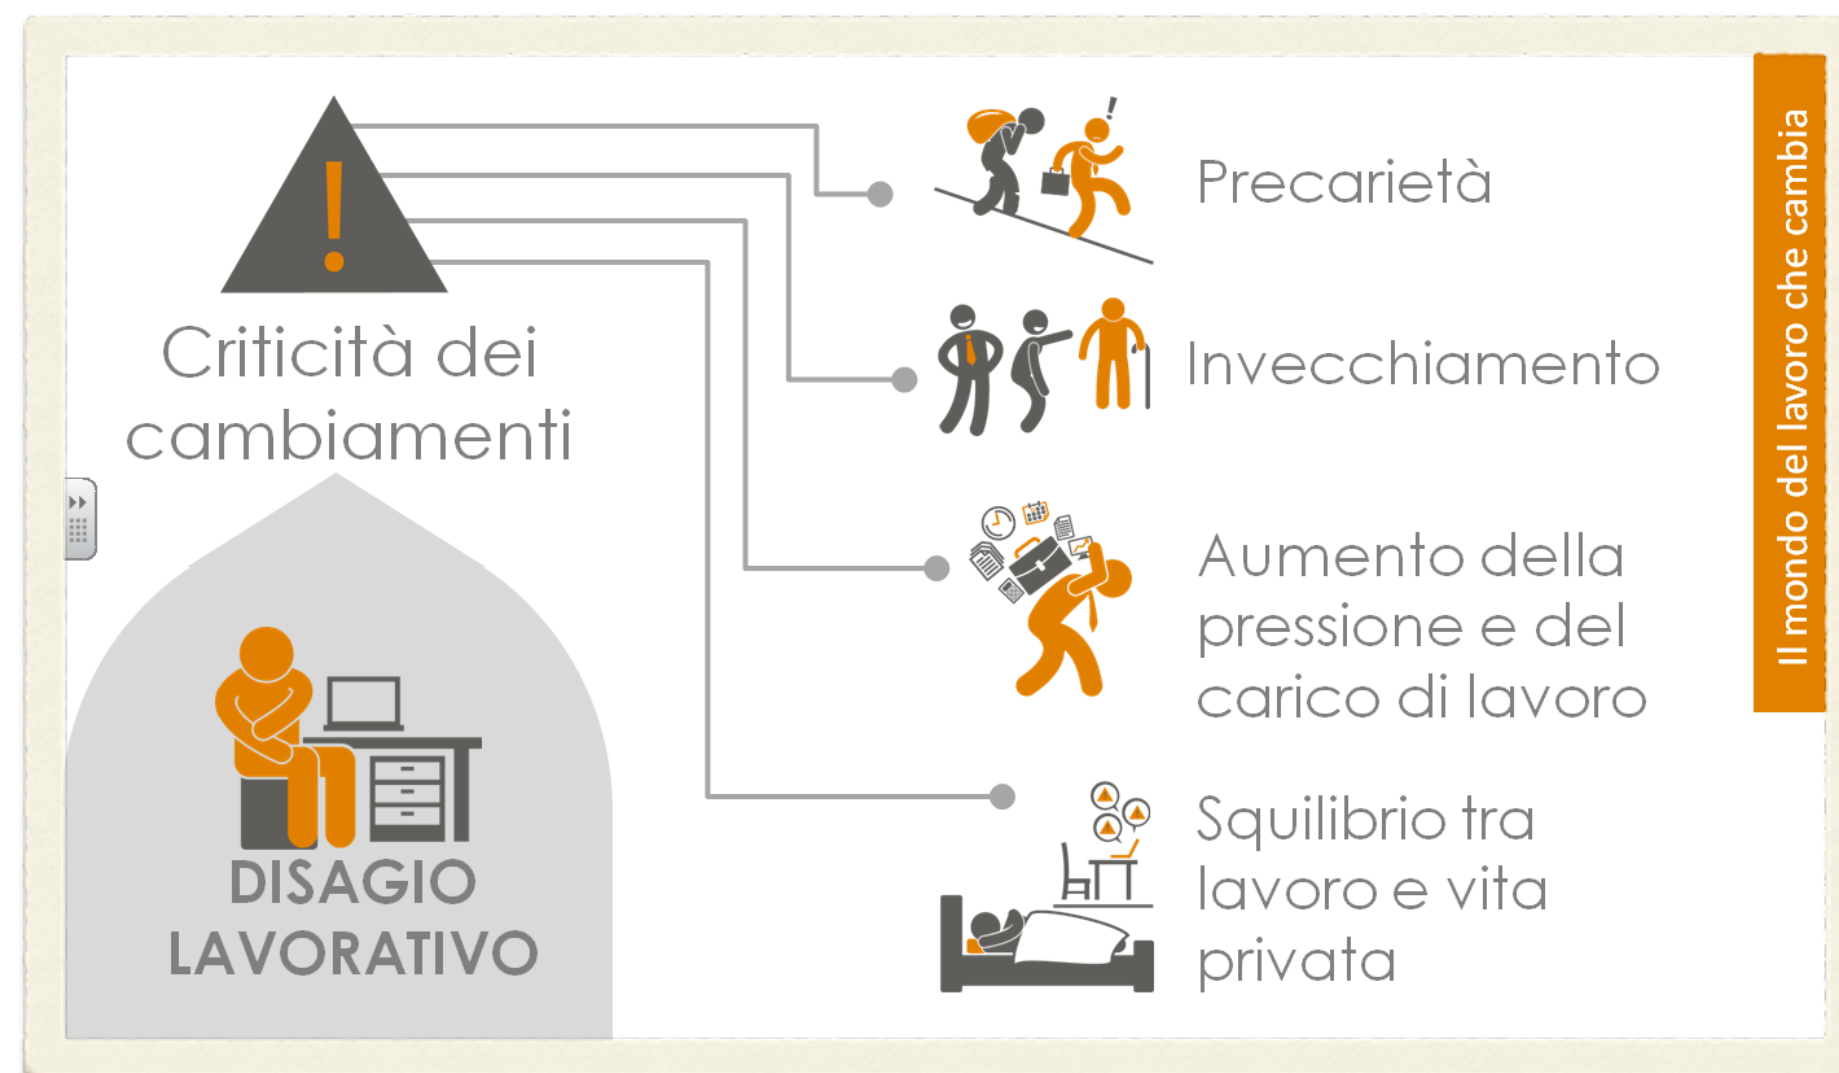 Criticità dei
cambiamenti
DISAGIO
LAVORATIVO
Precarietà
Invecchiamento
Aumento della
pressione e del
carico di lavoro
Squilibrio tra
lavoro e vita
privata
Il mondo del lavoro che cambia